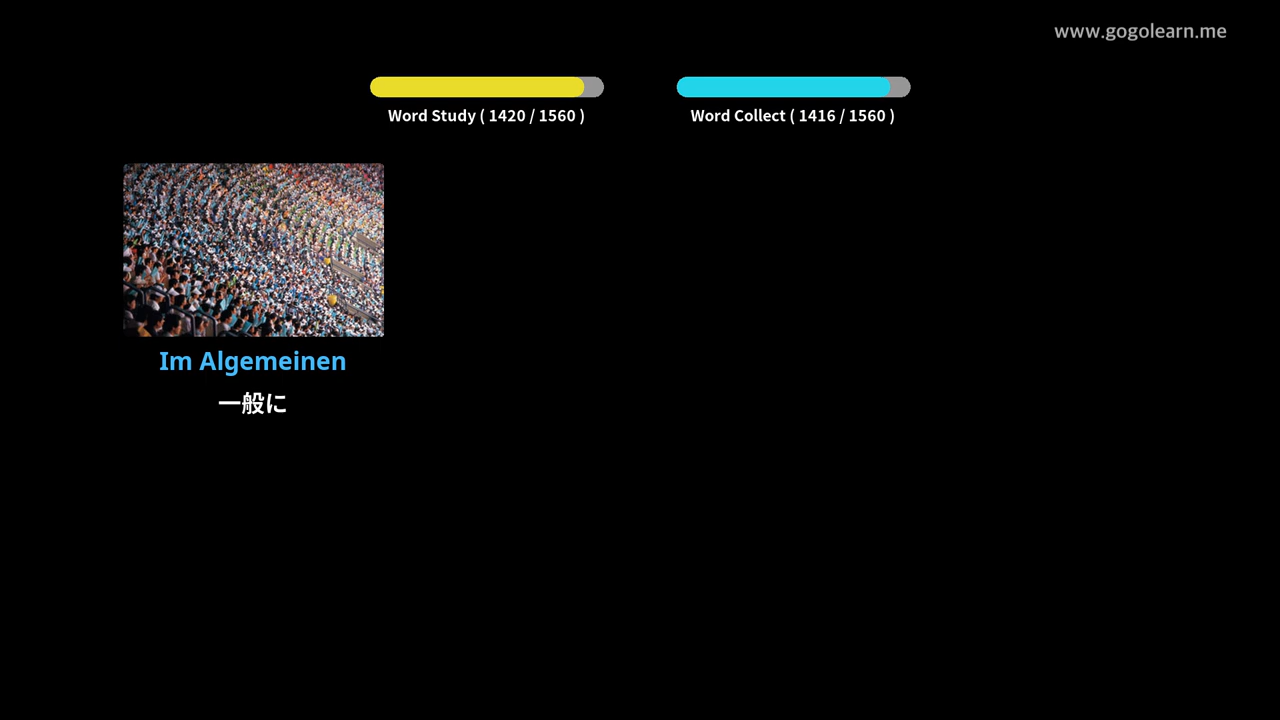 www.gogolearn.me
Word Study ( 1420 / 1560 )
Word Collect ( 1416 / 1560 )
Im Algemeinen
一般に